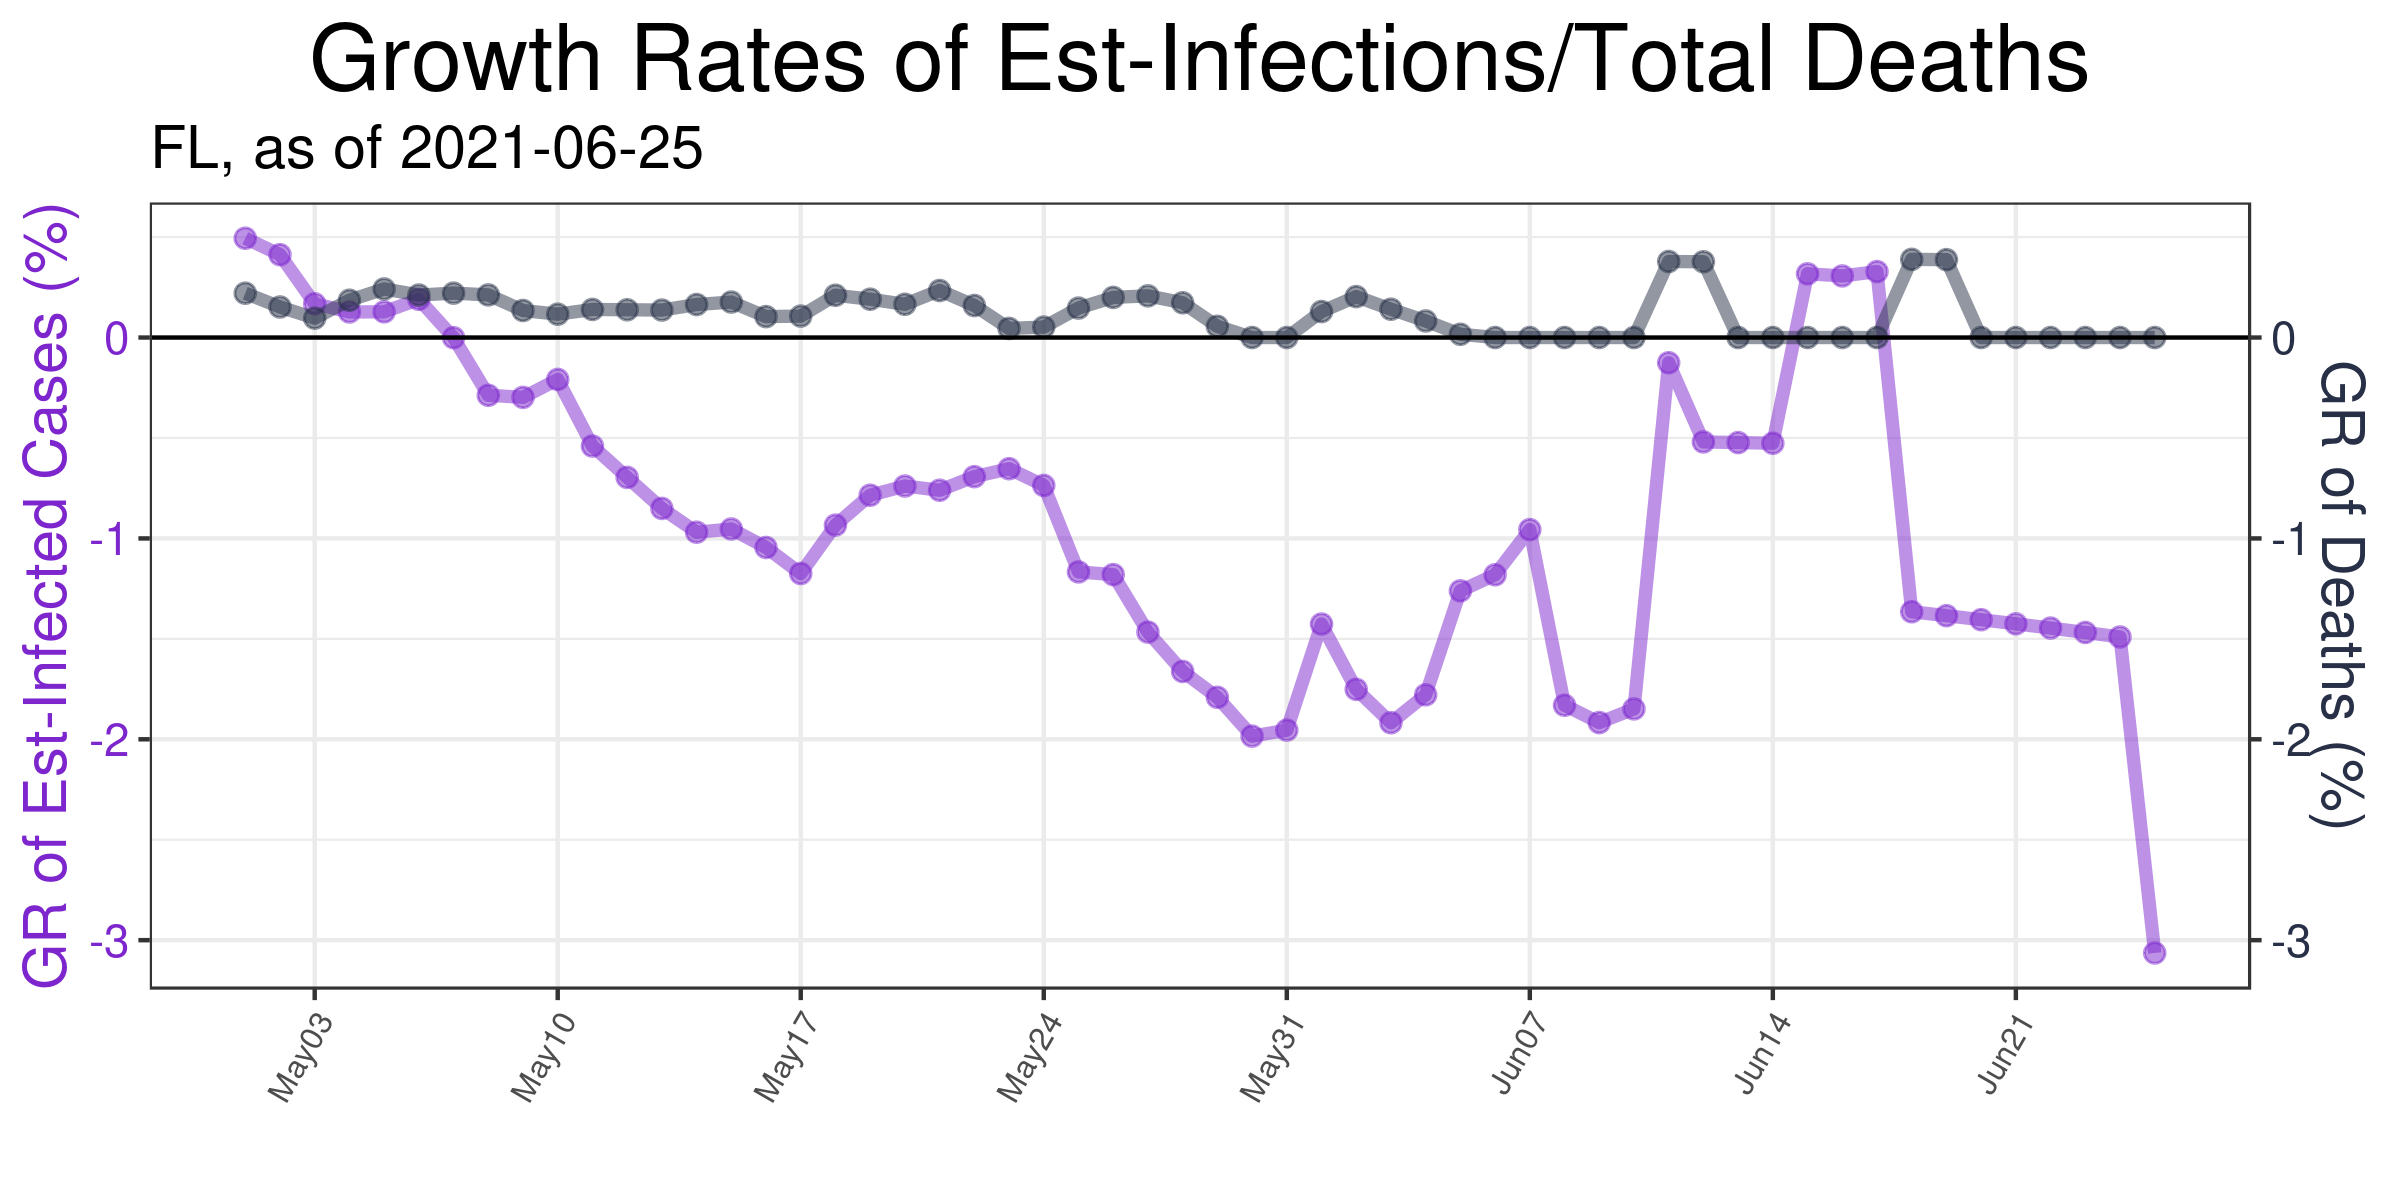 Growth Rates of Est-Infections/Total Deaths
FL, as of 2021-06-25
GR of Est-Infected Cases (%)
0
-1
-2
-3
0
-1
-2
-3
GR of Deaths (%)
May03
May10
May17
May24
May31
Jun07
Jun14
Jun21